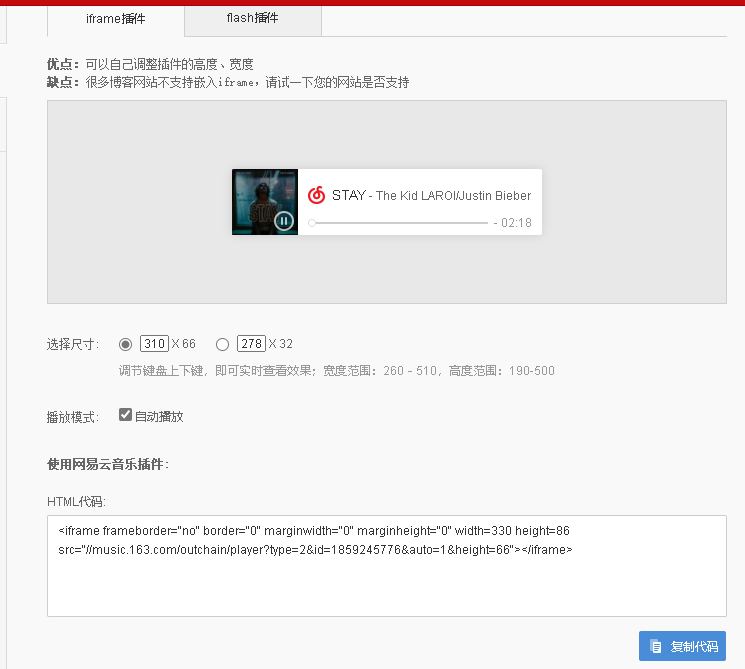 iframe插件
flash插件
优点：可以自己调整插件的高度、宽度
缺点：很多博客网站不支持嵌入iframe，请试一下您的网站是否支持
STAY
STAY - The Kid LAROI/Justin Bieber
- 02:18
选择尺寸： 310 X 66 278 X 32
调节键盘上下键，即可实时查看效果；宽度范围：260 - 510，高度范围：190-500
播放模式： 自动播放
使用网易云音乐插件：
HTML代码：
<iframe frameborder="no" border="0" marginwidth="0" marginheight="0" width=330 height=86
src="//music.163.com/outchain/player?type=2&id=1859245776&auto=1&height=66"></iframe>
复制代码